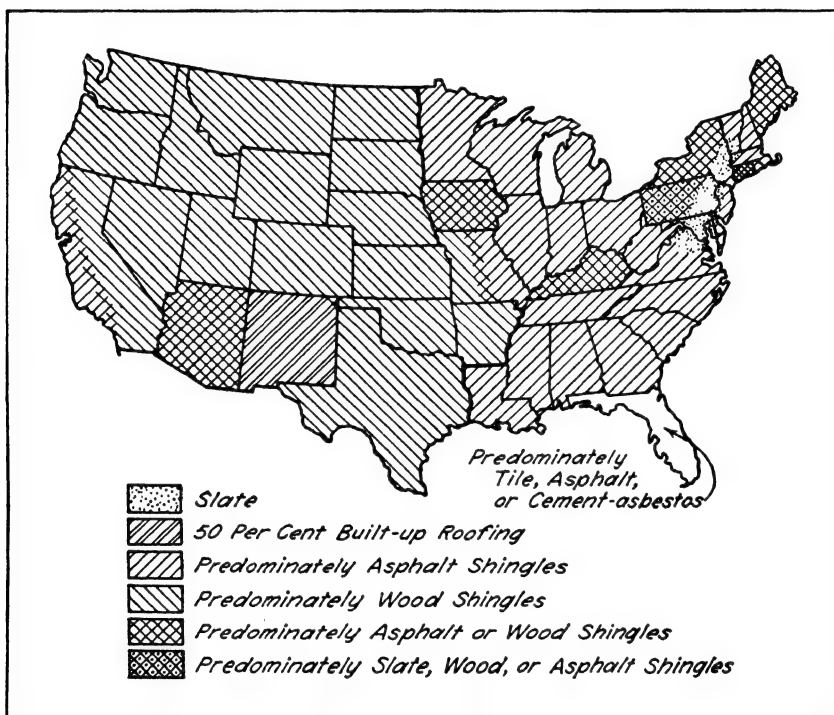 Predominately
Tile, Asphalt,
or Cement-asbestos
Slate
50 Per Cent Built-up Roofing
Predominately Asphalt Shingles
Predominately Wood Shingles
Predominately Asphalt or Wood Shingles
Predominately Slate, Wood, or Asphalt Shingles